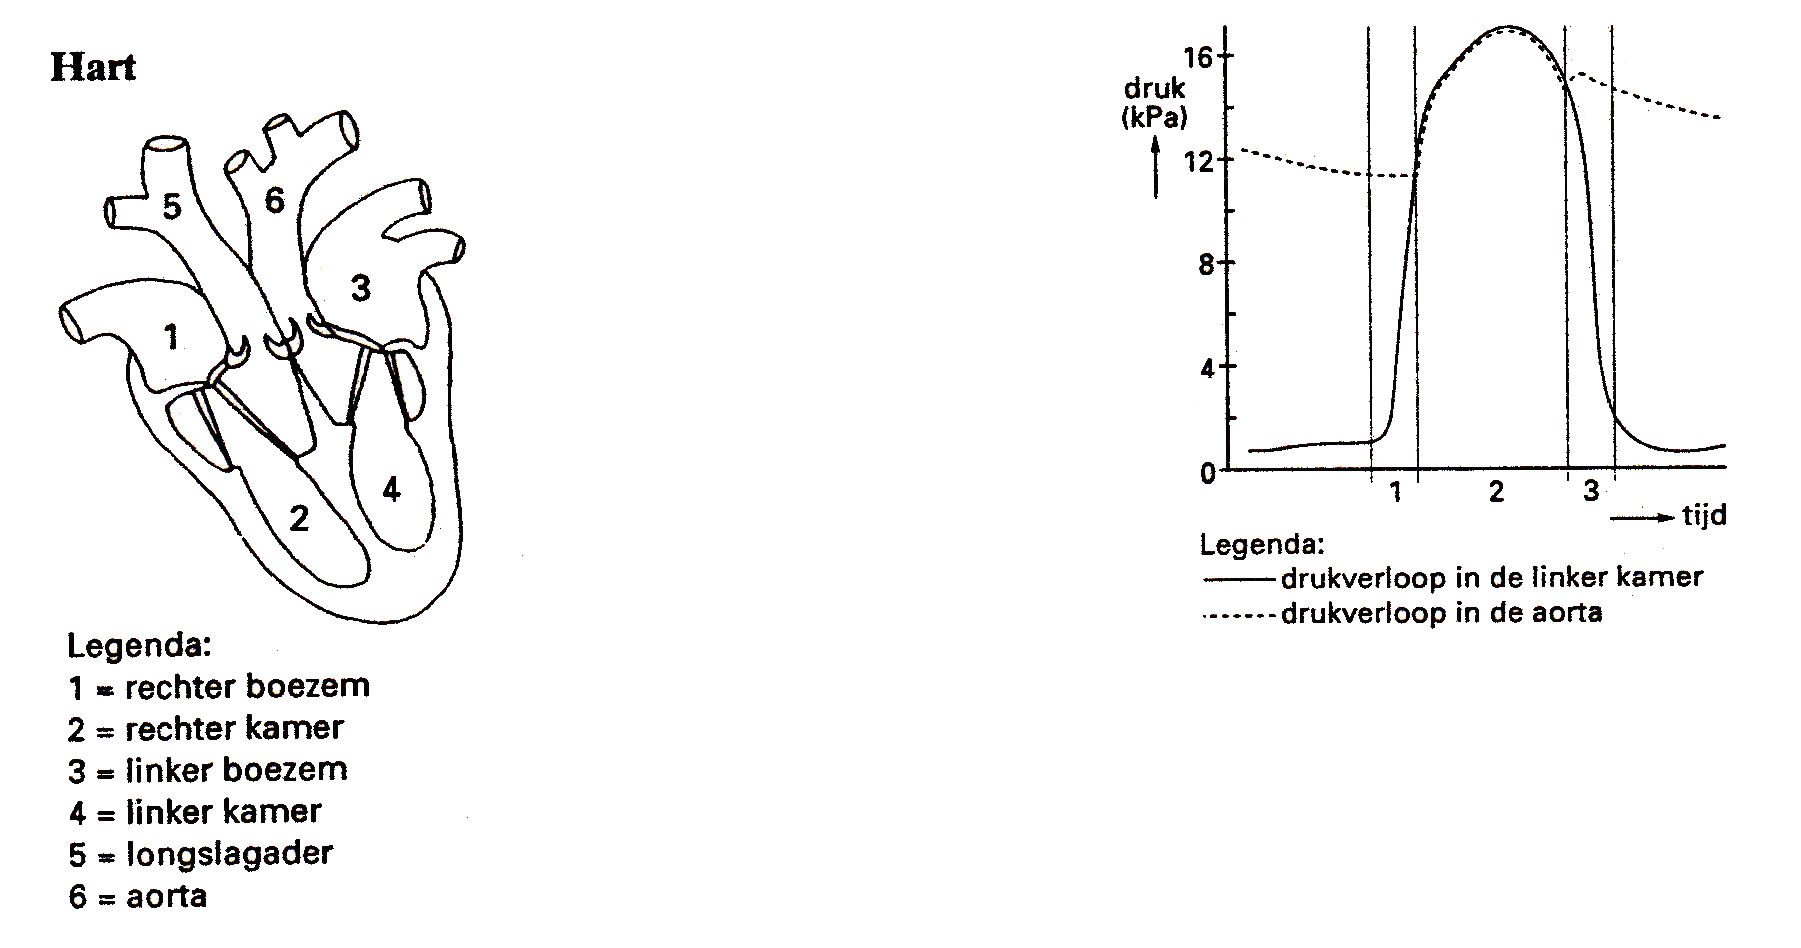 Hart
5
6
3
1
4
2
Legenda:
1 = rechter boezem
2 = rechter kamer
3 = linker boezem
4 = linker kamer
5 = longslagader
6 = aorta
druk
(kPa)
16
12
8
4
0
1 2 3
tijd
Legenda:
drukverloop in de linker kamer
drukverloop in de aorta